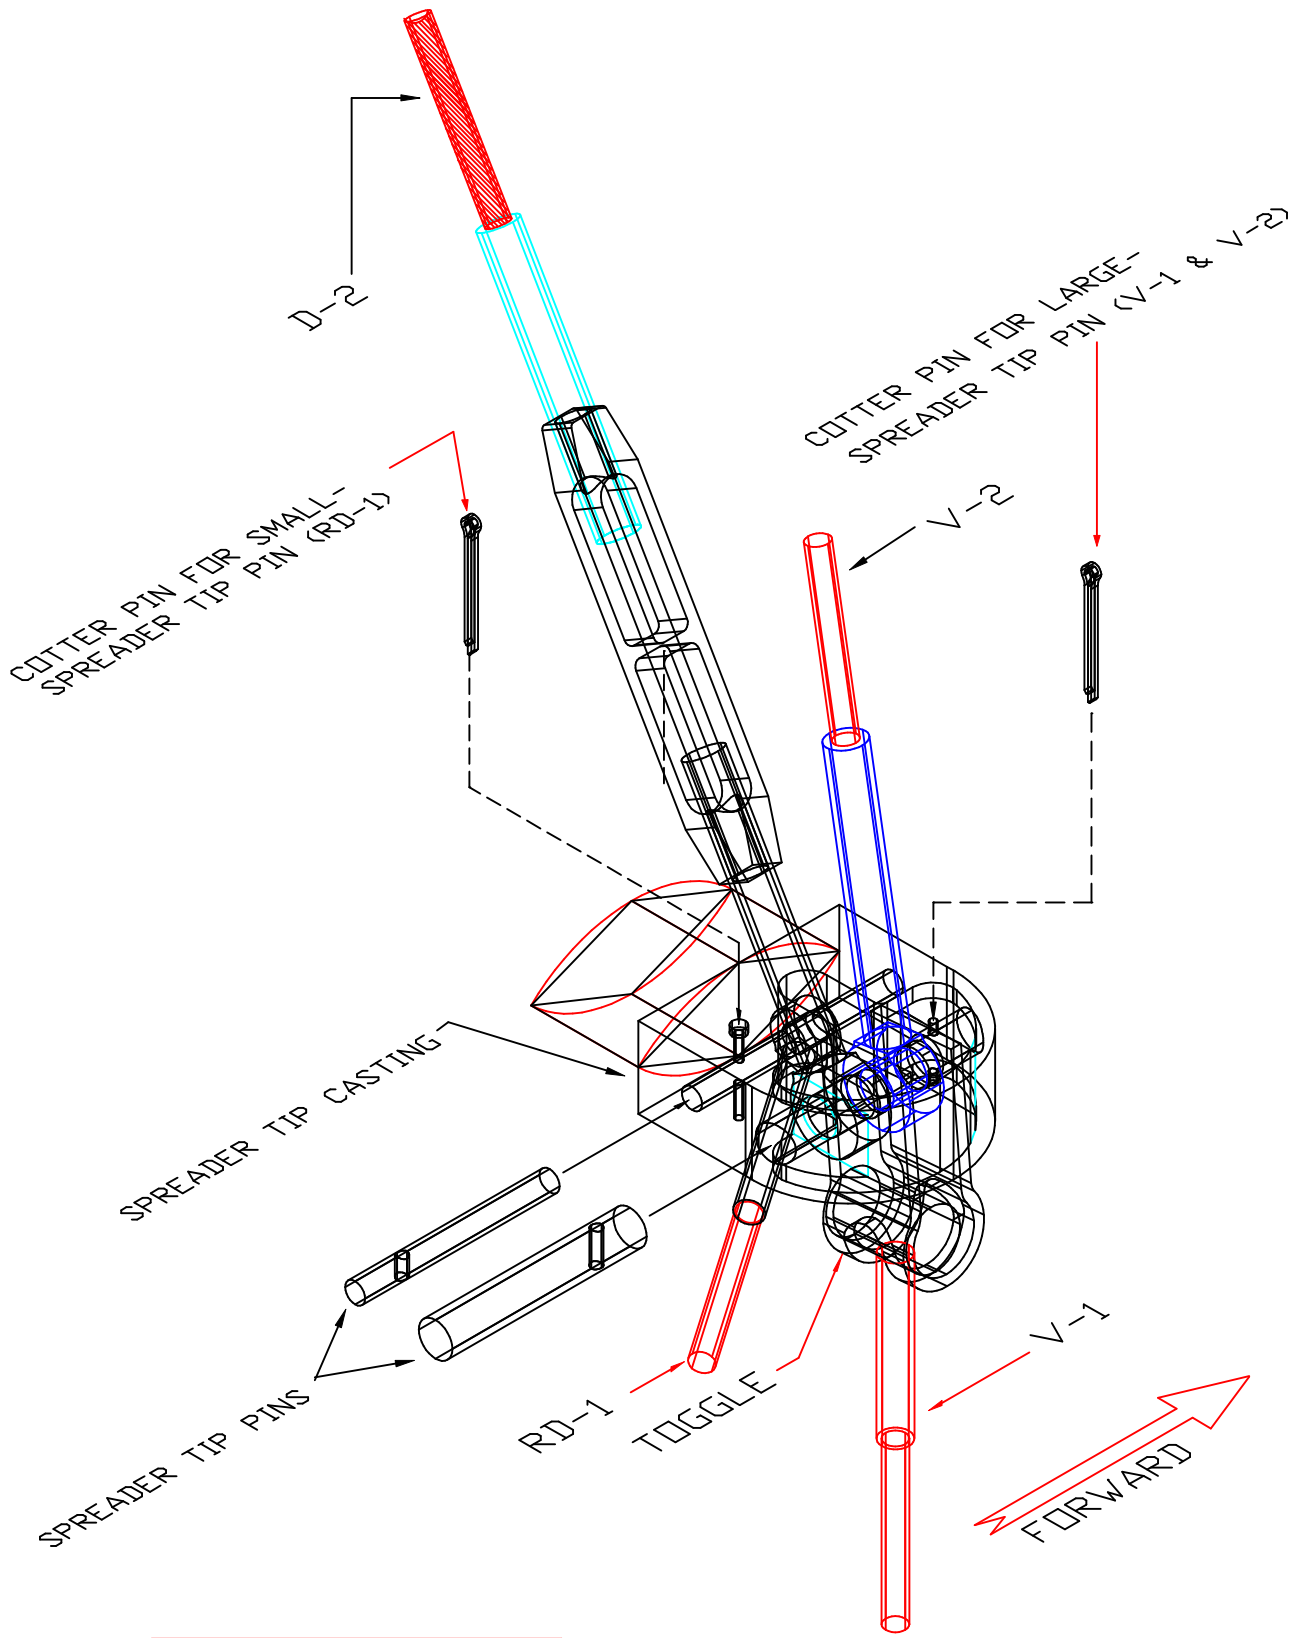 D-2
COTTER PIN FOR LARGE-
SPREADER TIP PIN (V-1 & V-2)
COTTER PIN FOR SMALL-
SPREADER TIP PIN (RD-1)
V-2
SPREADER TIP CASTING
SPREADER TIP PINS
RD-1
TOGGLE
V-1
FORWARD